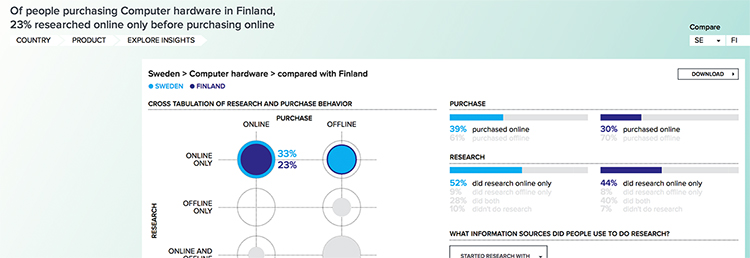 Of people purchasing Computer hardware in Finland,
23% researched online only before purchasing online
COUNTRY PRODUCT EXPLORE INSIGHTS
Compare
SE FI
Sweden > Computer hardware > compared with Finland
DOWNLOAD
SWEDEN FINLAND
CROSS TABULATION OF RESEARCH AND PURCHASE BEHAVIOR
PURCHASE
ONLINE OFFLINE
ONLINE
ONLY
33%
23%
OFFLINE
ONLY
RESEARCH
ONLINE AND
OFFLINE
PURCHASE
39% purchased online
61% purchased offline
30% purchased online
70% purchased offline
RESEARCH
52% did research online only
9% did research offline only
28% did both
10% didn't do research
44% did research online only
8% did research offline only
40% did both
7% didn't do research
WHAT INFORMATION SOURCES DID PEOPLE USE TO DO RESEARCH?
STARTED RESEARCH WITH